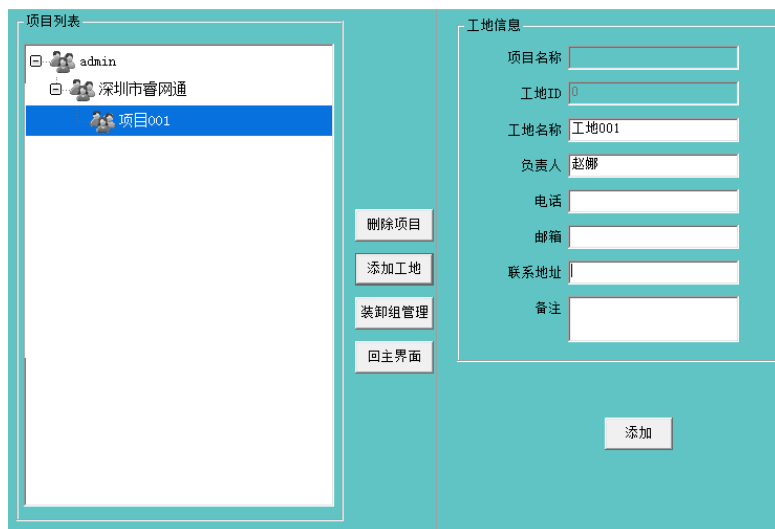 项目列表
admin
深圳市睿网通
项目001
删除项目
添加工地
装卸组管理
回主界面
工地信息
项目名称
工地ID 0
工地名称 工地001
负责人 赵娜
电话
邮箱
联系地址
备注
添加